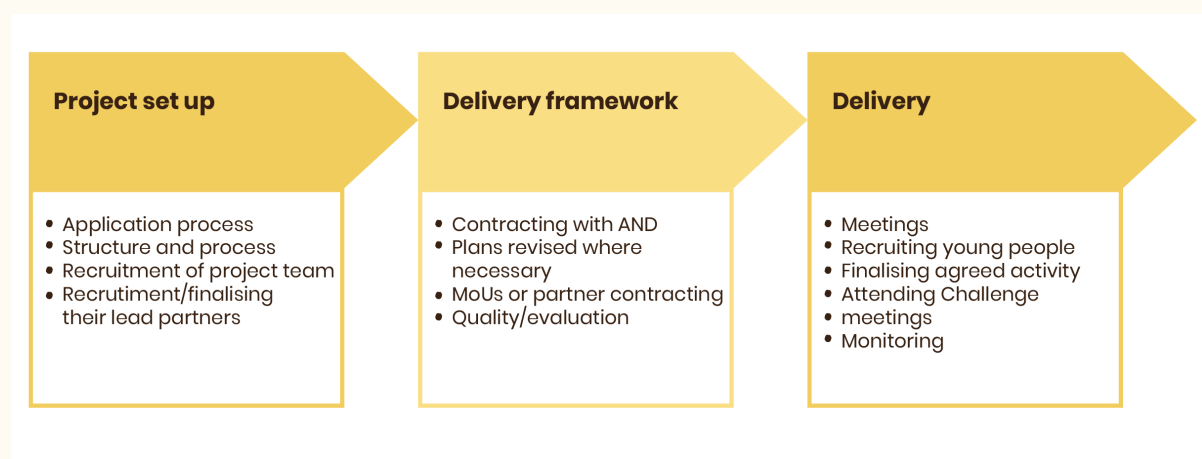 Project set up
Application process
Structure and process
Recruitment of project team
Recrutiment/finalising
their lead partners
Delivery framework
Contracting with AND
Plans revised where
necessary
MoUs or partner contracting
Quality/evaluation
Delivery
Meetings
Recruiting young people
Finalising agreed activity
Attending Challenge
meetings
Monitoring